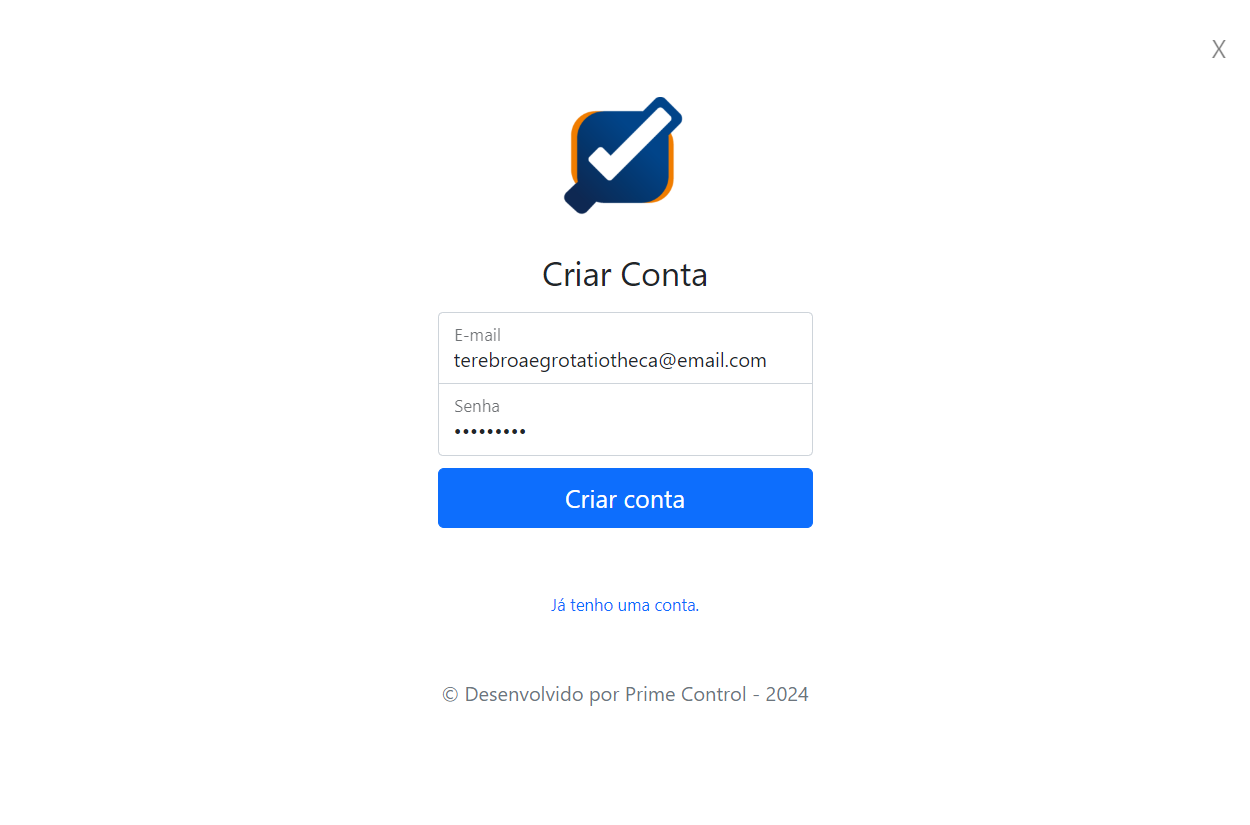 X
Criar Conta
E-mail
terebroaegrotatiotheca@email.com
Senha
•••••••••
Criar conta
Já tenho uma conta.
© Desenvolvido por Prime Control - 2024